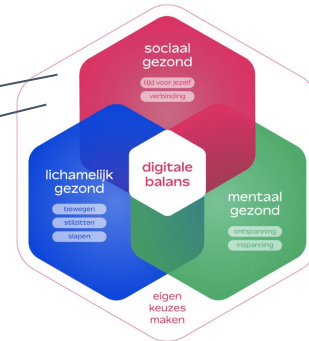 sociaal
gezond
tijd voor jezelf
verbinding
lichamelijk
gezond
bewegen
stilzitten
slapen
digitale
balans
mentaal
gezond
ontspanning
inspanning
eigen
keuzes
maken